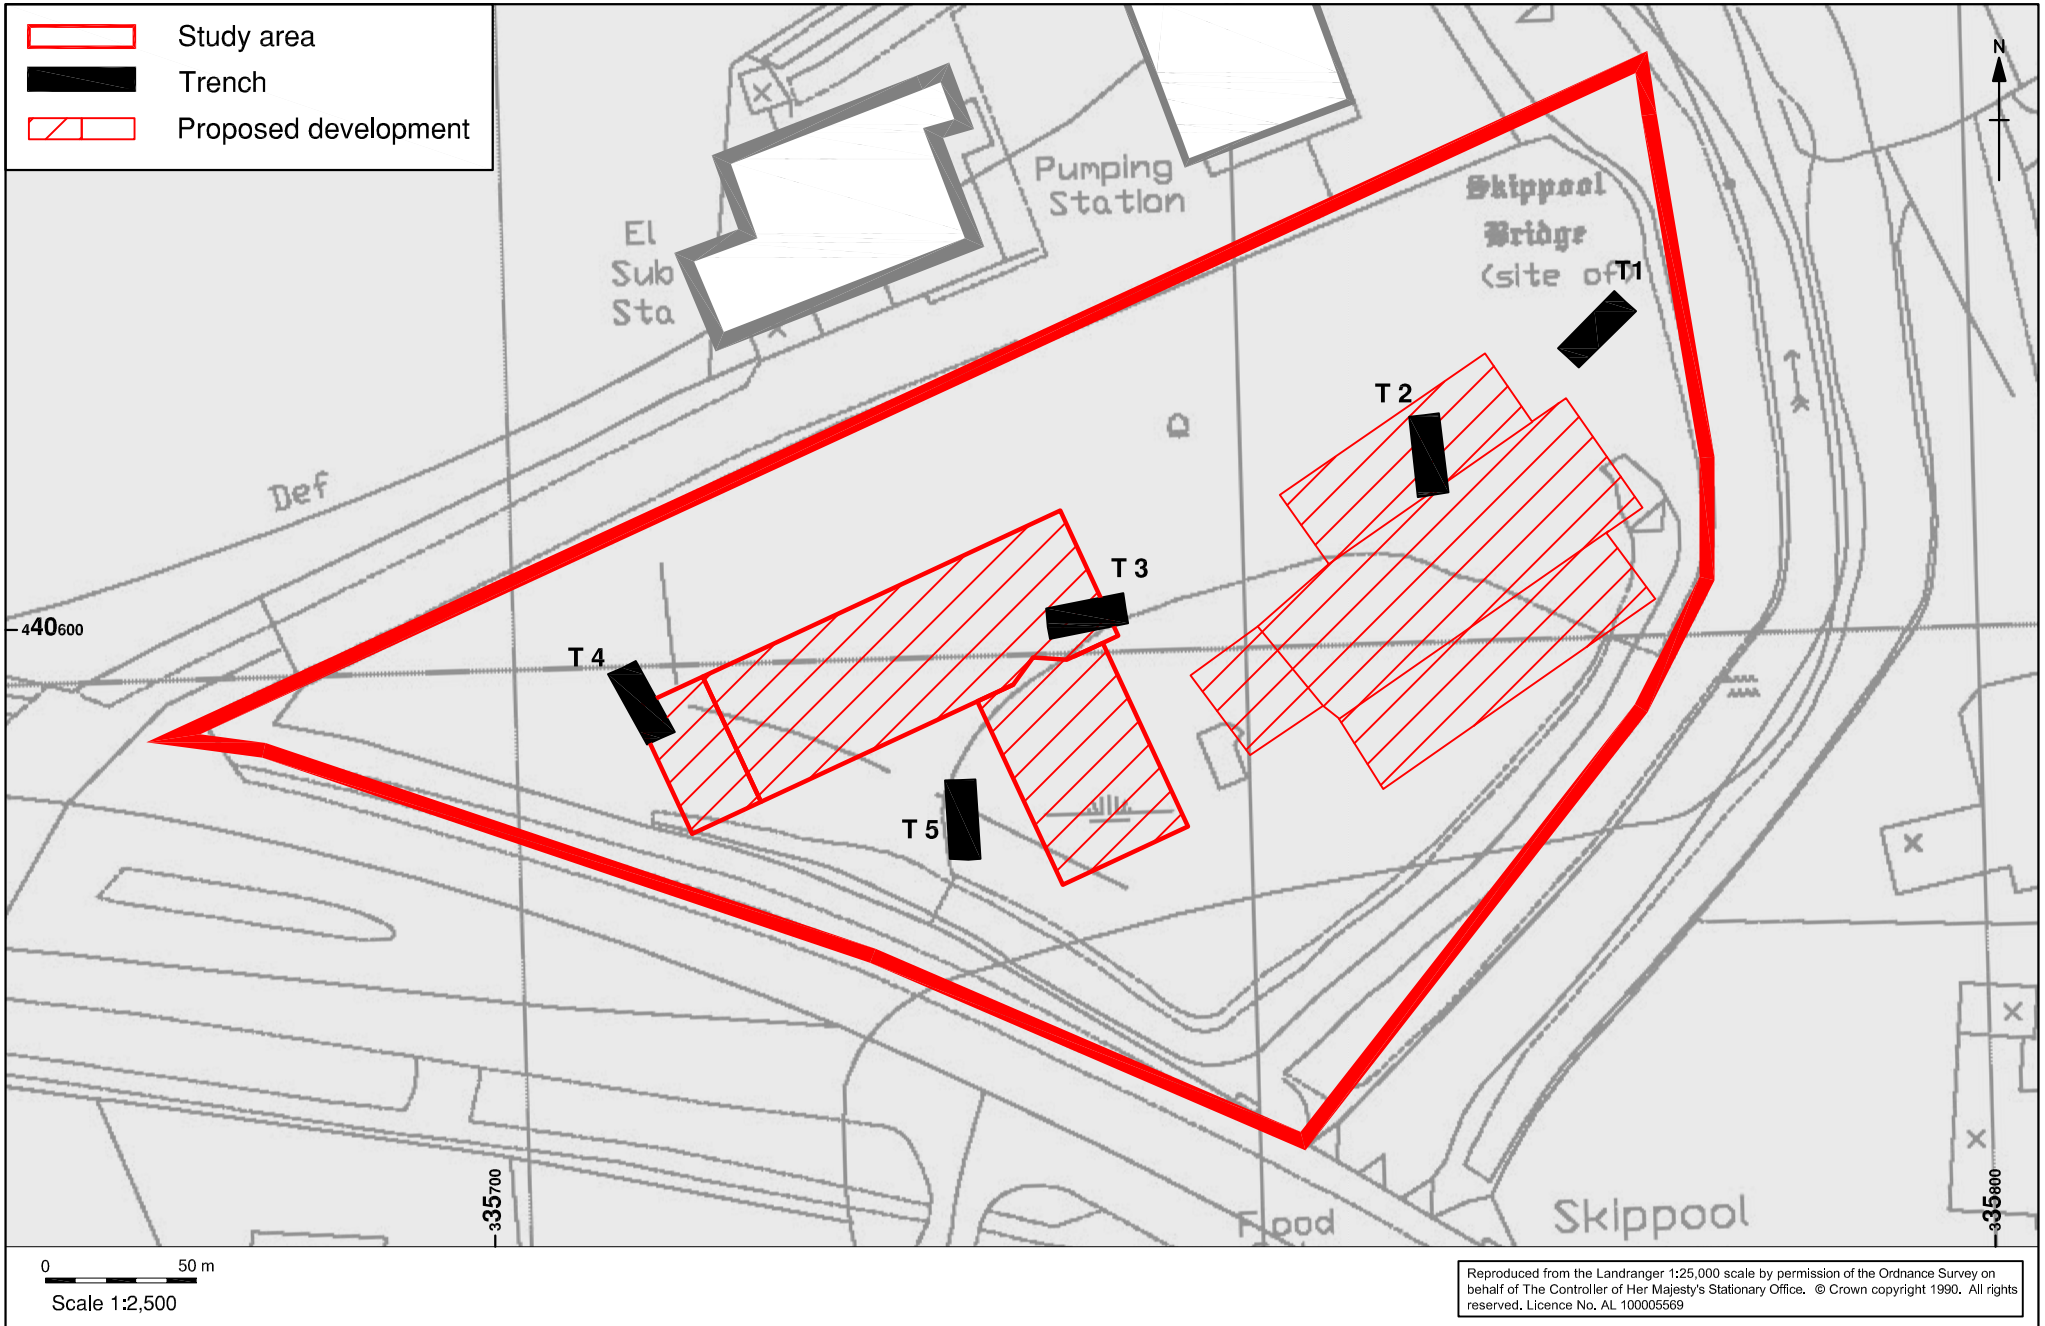 Study area
Trench
Proposed development
N
Pumping
Station
El
Sub
Sta
Skippool
Bridge
(site of)
T1
T 2
Def
T 3
440600
T 4
T 5
335700
335800
Skippool
Flood
0 50 m
Scale 1:2,500
Reproduced from the Landranger 1:25,000 scale by permission of the Ordnance Survey on
behalf of The Controller of Her Majesty's Stationary Office. © Crown copyright 1990. All rights
reserved. Licence No. AL 100005569